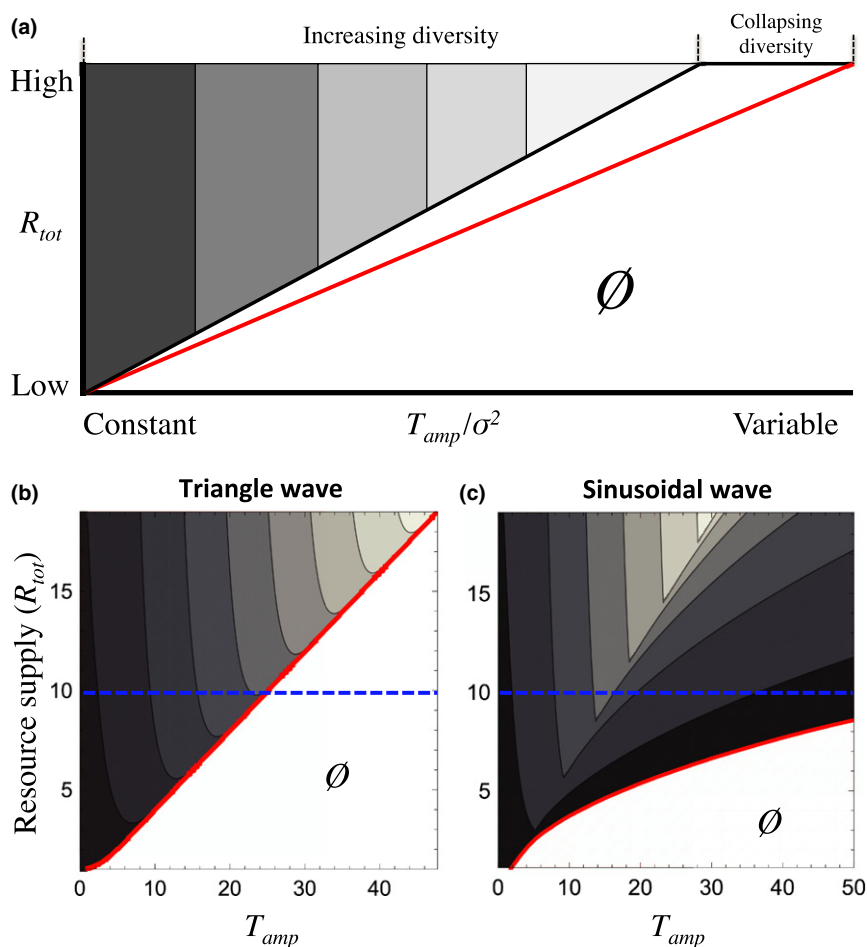 (a)
Increasing diversity
Collapsing
diversity
High
R_tot
Ø
Low
Constant
T_amp/σ²
Variable
(b)
Triangle wave
Resource supply (R_tot)
15
10
5
Ø
0
10
20
30
40
T_amp
(c)
Sinusoidal wave
15
10
5
Ø
0
10
20
30
40
50
T_amp